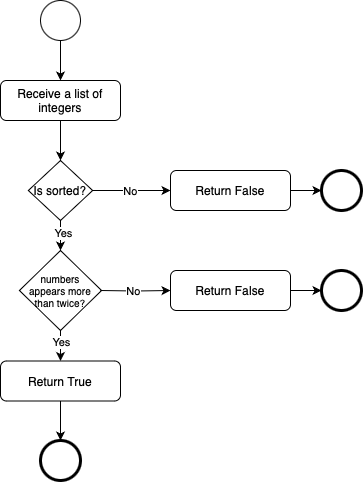 Receive a list of
integers
Is sorted?
No
Return False
Yes
numbers
appears more
than twice?
No
Return False
Yes
Return True